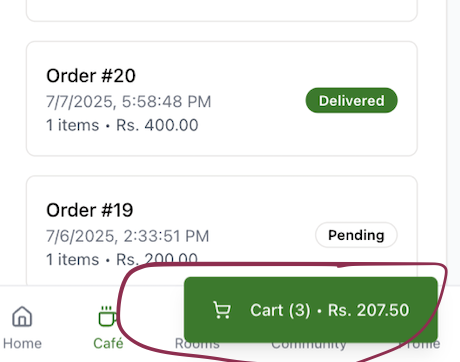 Order #20
7/7/2025, 5:58:48 PM
Delivered
1 items • Rs. 400.00
Order #19
7/6/2025, 2:33:51 PM
Pending
1 items • Rs. 200.00
Cart (3) • Rs. 207.50
Home
Café
Rooms
Community
Profile